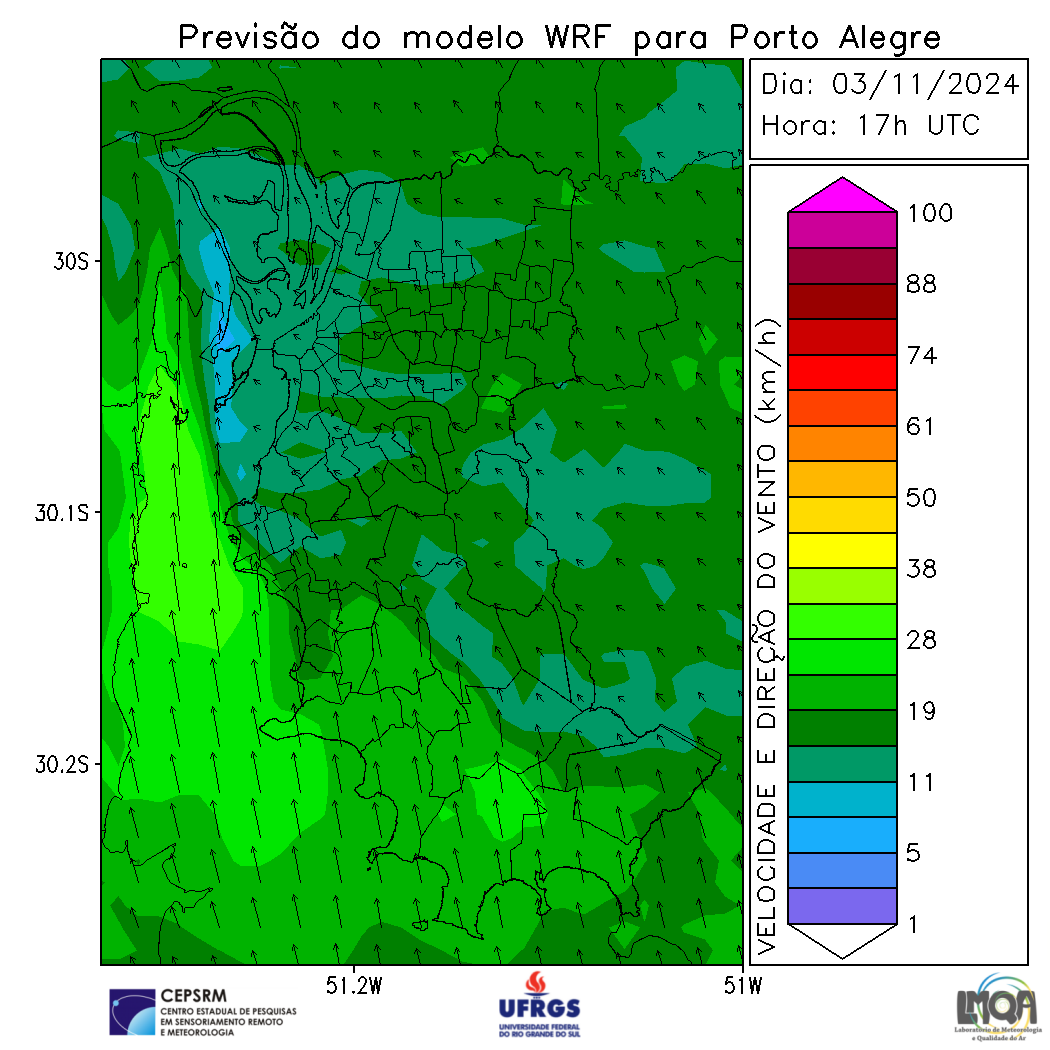 Previsão do modelo WRF para Porto Alegre
Dia: 03/11/2024
Hora: 17h UTC
30S
30.1S
30.2S
51.2W
51W
VELOCIDADE E DIREÇÃO DO VENTO (km/h)
100
88
74
61
50
38
28
19
11
5
1
CEPSRM
CENTRO ESTADUAL DE PESQUISAS
EM SENSORIAMENTO REMOTO
E METEOROLOGIA
UFRGS
UNIVERSIDADE FEDERAL
DO RIO GRANDE DO SUL
LMQA
Laboratório de Meteorologia
e Qualidade do Ar